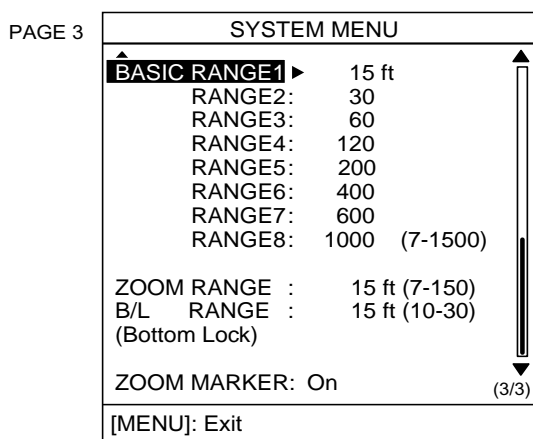 PAGE 3
SYSTEM MENU
BASIC RANGE1 ▶ 15 ft
RANGE2: 30
RANGE3: 60
RANGE4: 120
RANGE5: 200
RANGE6: 400
RANGE7: 600
RANGE8: 1000 (7-1500)
ZOOM RANGE : 15 ft (7-150)
B/L RANGE : 15 ft (10-30)
(Bottom Lock)
ZOOM MARKER: On
(3/3)
[MENU]: Exit